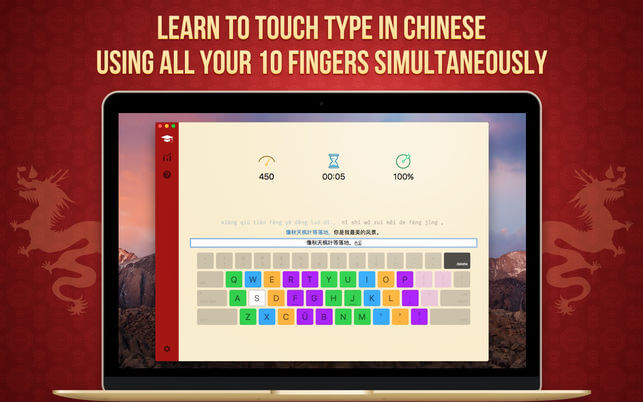 LEARN TO TOUCH TYPE IN CHINESE
USING ALL YOUR 10 FINGERS SIMULTANEOUSLY
450 00:05 100%
xiàng qiū tiān fēng yè děng luò dì ， nǐ shì wǒ zuì měi de fēng jǐng 。
像秋天枫叶等落地，你是我最美的风景。
像秋天枫叶等落地，
delete
Q W E R T Y U I O P
A S D F G H J K L
Z X C Ü B N M